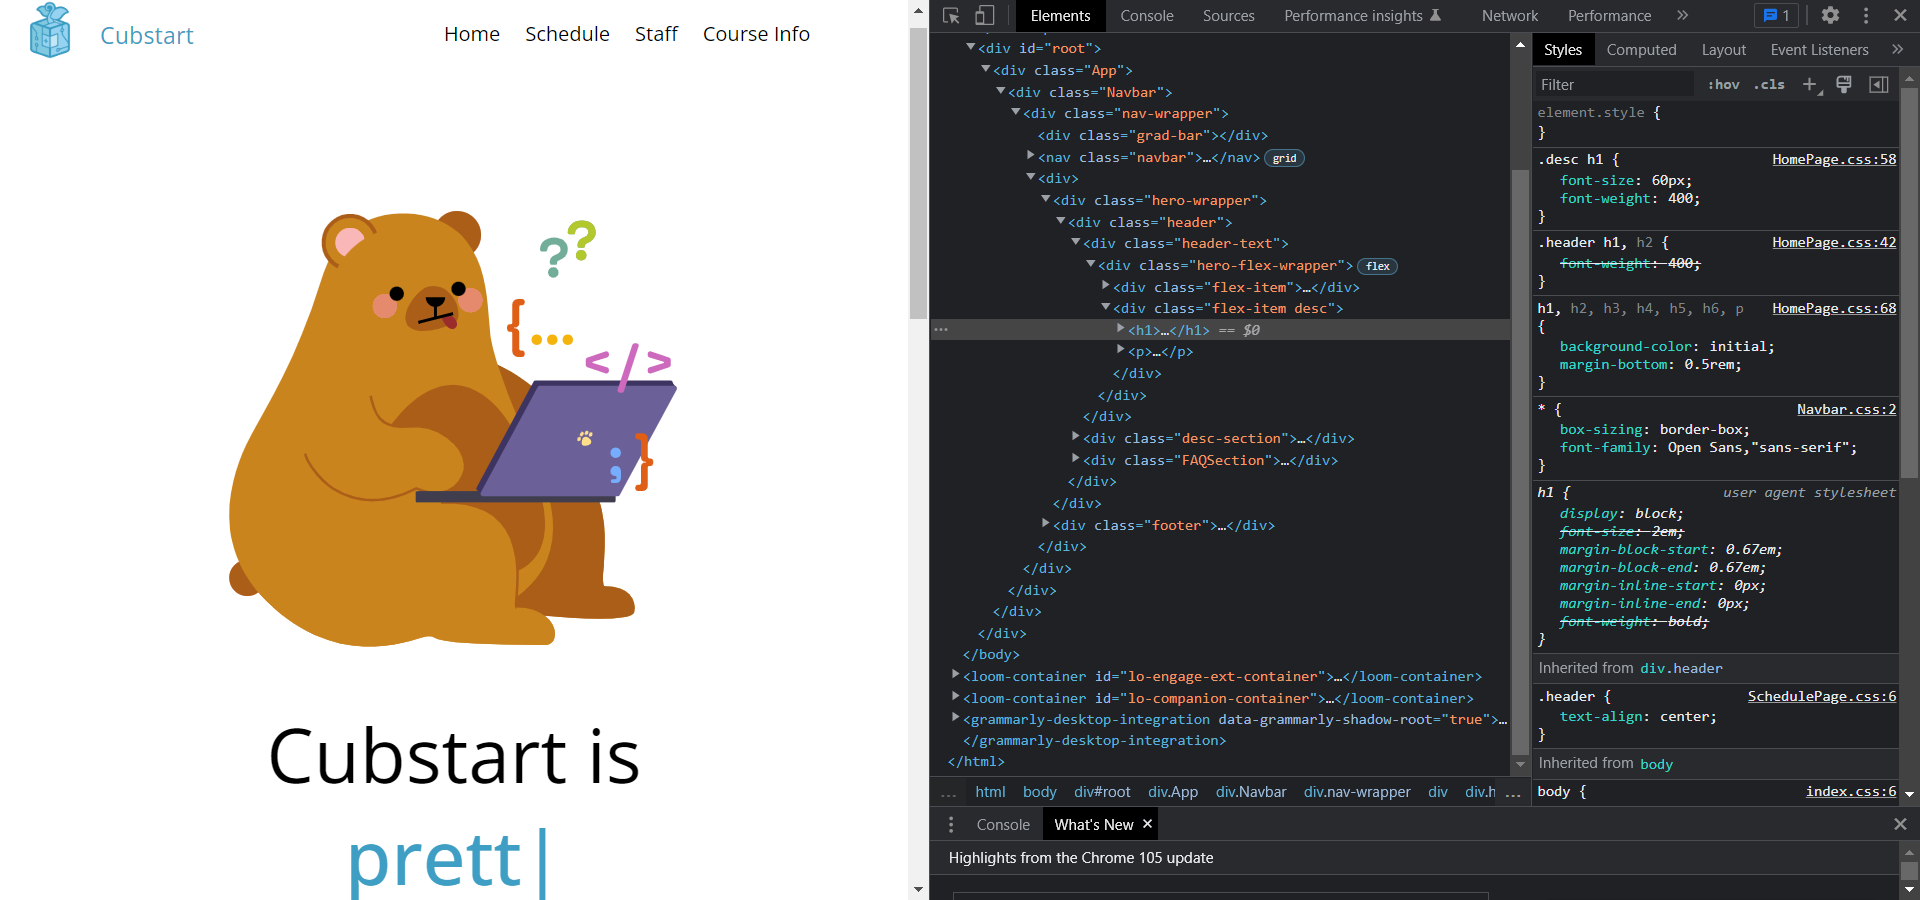 Cubstart
Home Schedule Staff Course Info
? ?
{...
</>
;}
Cubstart is
prett|
Elements Console Sources Performance insights Network Performance » 1
<div id="root">
<div class="App">
<div class="Navbar">
<div class="nav-wrapper">
<div class="grad-bar"></div>
<nav class="navbar">…</nav> grid
<div>
<div class="hero-wrapper">
<div class="header">
<div class="header-text">
<div class="hero-flex-wrapper"> flex
<div class="flex-item">…</div>
<div class="flex-item desc">
<h1>…</h1> == $0
<p>…</p>
</div>
</div>
</div>
<div class="desc-section">…</div>
<div class="FAQSection">…</div>
</div>
</div>
<div class="footer">…</div>
</div>
</div>
</div>
</div>
</div>
</body>
<loom-container id="lo-engage-ext-container">…</loom-container>
<loom-container id="lo-companion-container">…</loom-container>
<grammarly-desktop-integration data-grammarly-shadow-root="true">…
</grammarly-desktop-integration>
</html>
... html body div#root div.App div.Navbar div.nav-wrapper div div.h ...
Styles Computed Layout Event Listeners »
Filter :hov .cls +
element.style {
}
.desc h1 { HomePage.css:58
font-size: 60px;
font-weight: 400;
}
.header h1, h2 { HomePage.css:42
font-weight: 400;
}
h1, h2, h3, h4, h5, h6, p HomePage.css:68
{
background-color: initial;
margin-bottom: 0.5rem;
}
* { Navbar.css:2
box-sizing: border-box;
font-family: Open Sans,"sans-serif";
}
h1 { user agent stylesheet
display: block;
font-size: 2em;
margin-block-start: 0.67em;
margin-block-end: 0.67em;
margin-inline-start: 0px;
margin-inline-end: 0px;
font-weight: bold;
}
Inherited from div.header
.header { SchedulePage.css:6
text-align: center;
}
Inherited from body
body { index.css:6
Console What's New ×
Highlights from the Chrome 105 update